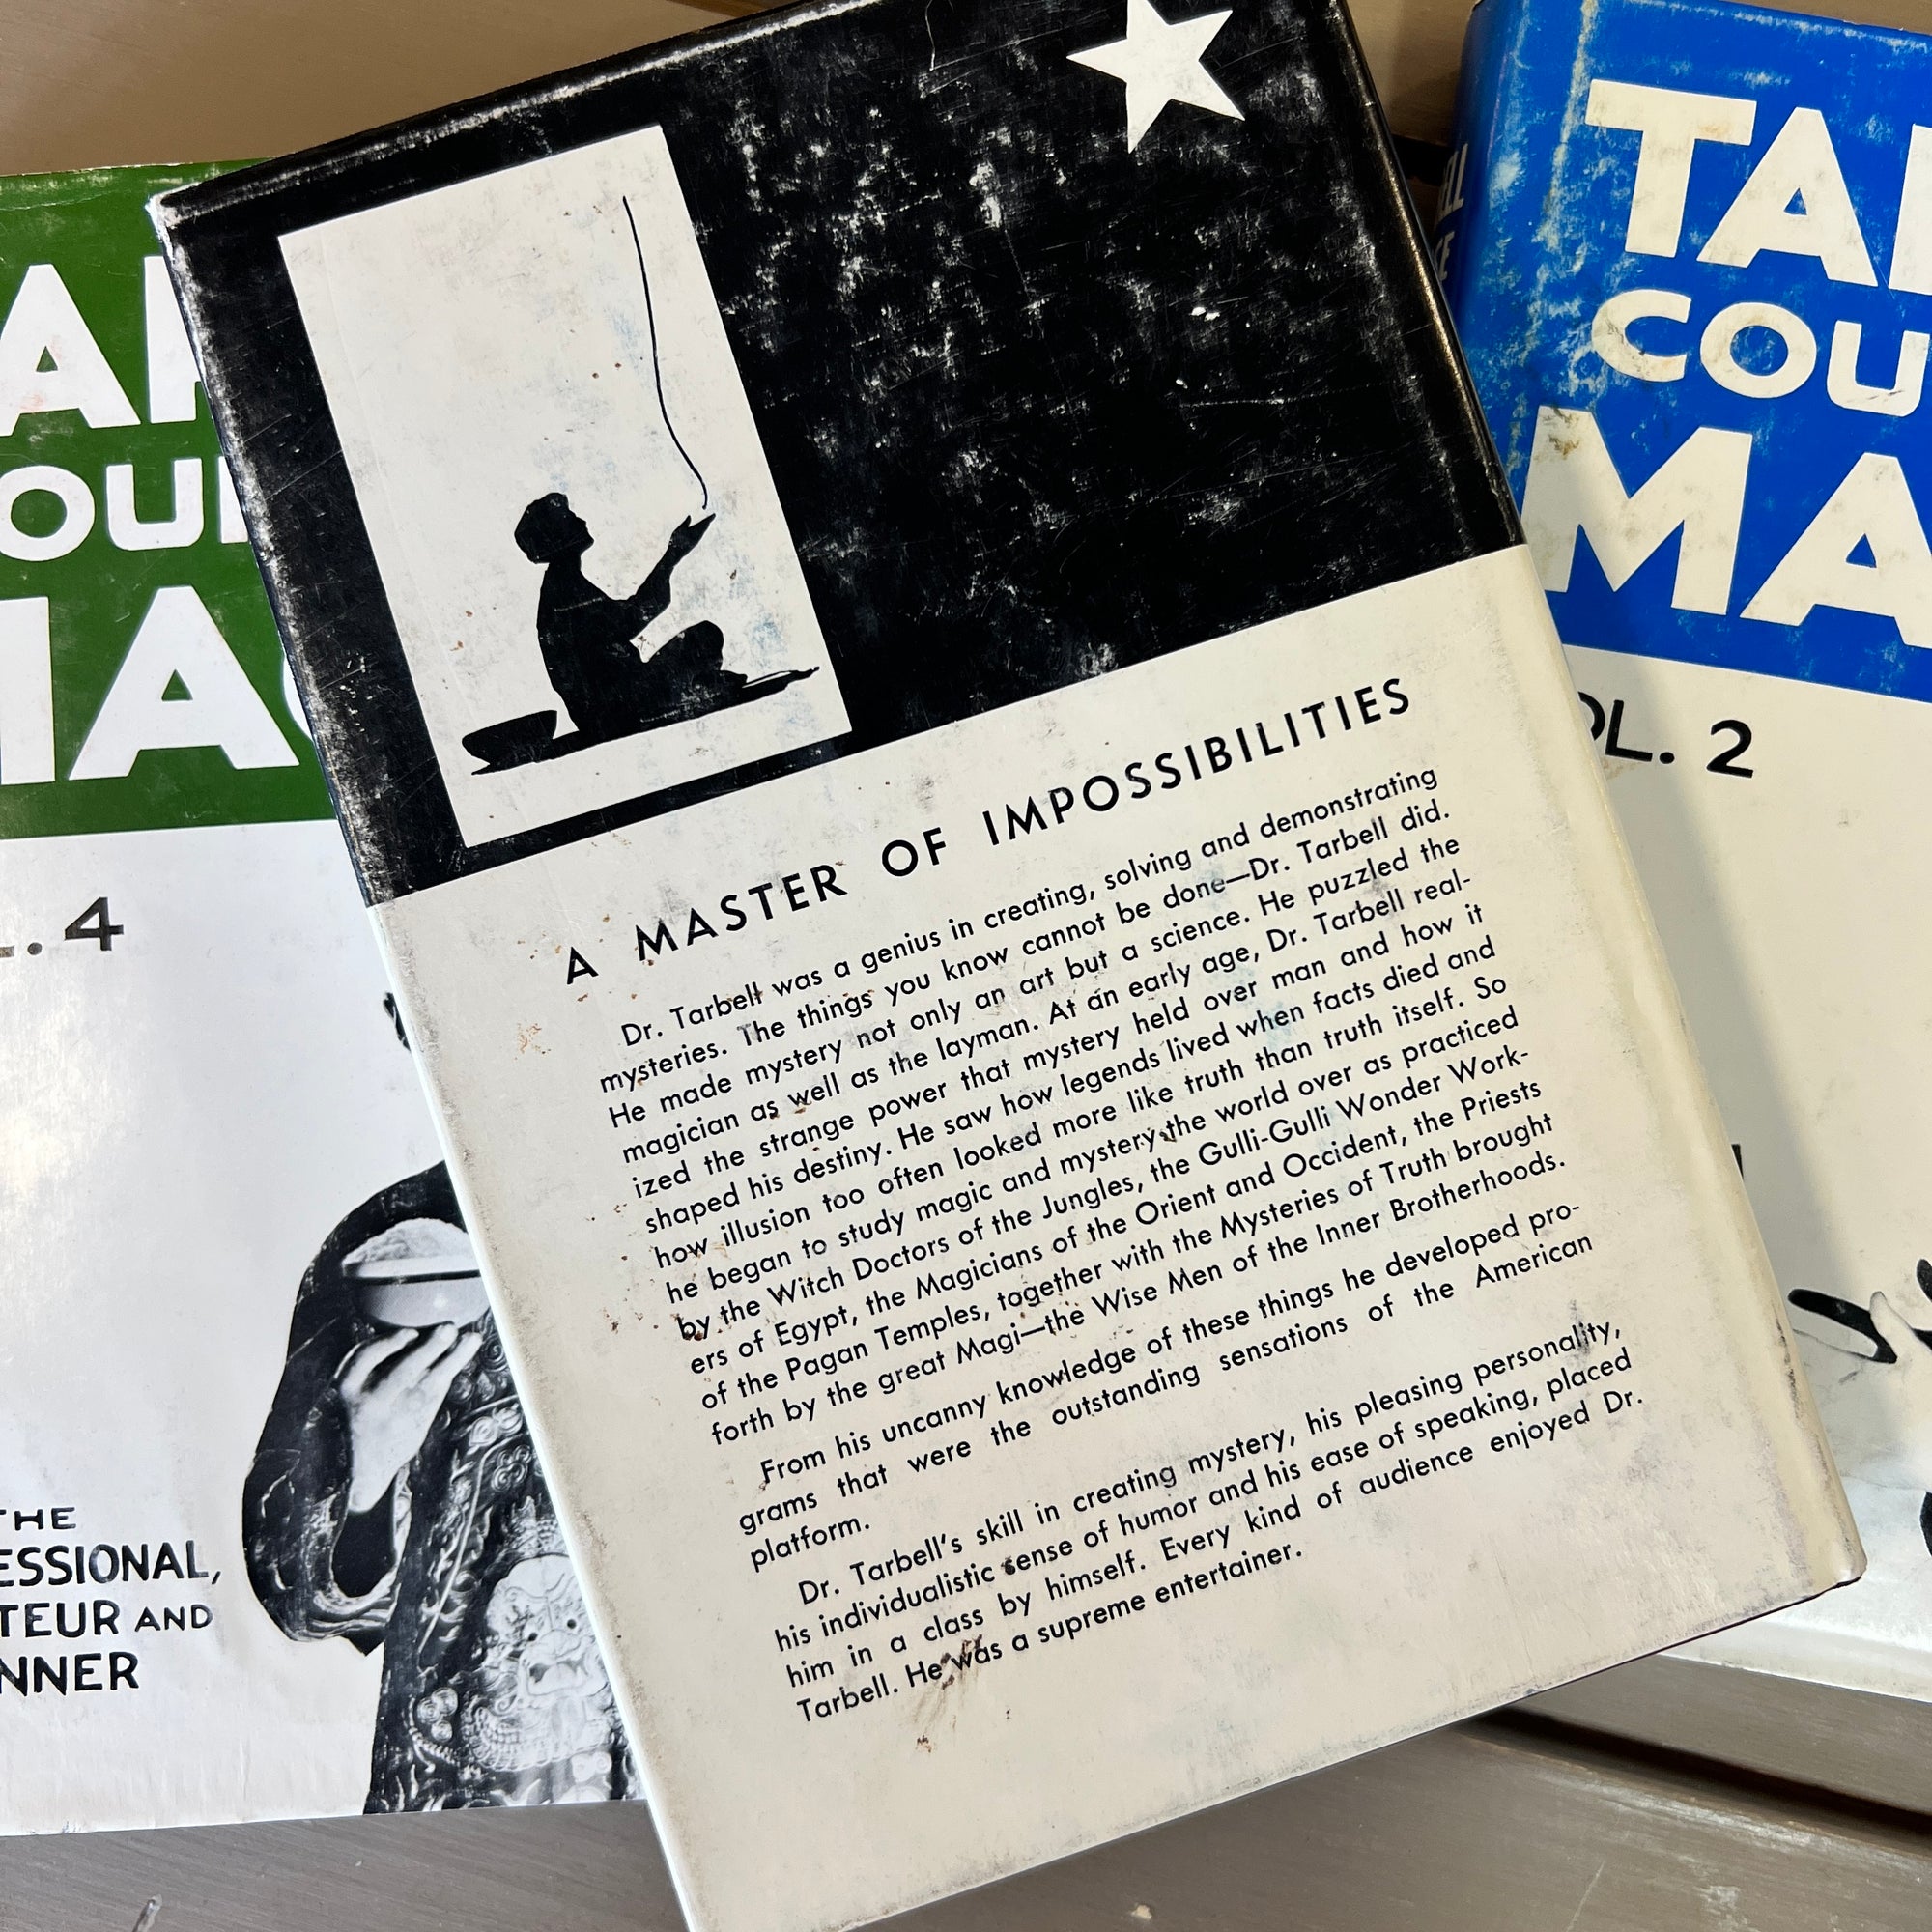 AR
OUR
MAG
L. 4
THE
ESSIONAL,
TEUR AND
NNER
A MASTER OF IMPOSSIBILITIES
Dr. Tarbell was a genius in creating, solving and demonstrating
mysteries. The things you know cannot be done—Dr. Tarbell did.
He made mystery not only an art but a science. He puzzled the
magician as well as the layman. At an early age, Dr. Tarbell real-
ized the strange power that mystery held over man and how it
shaped his destiny. He saw how legends lived when facts died and
how illusion too often looked more like truth than truth itself. So
he began to study magic and mystery the world over as practiced
by the Witch Doctors of the Jungles, the Gulli-Gulli Wonder Work-
ers of Egypt, the Magicians of the Orient and Occident, the Priests
of the Pagan Temples, together with the Mysteries of Truth brought
forth by the great Magi—the Wise Men of the Inner Brotherhoods.
From his uncanny knowledge of these things he developed pro-
grams that were the outstanding sensations of the American
platform.
Dr. Tarbell's skill in creating mystery, his pleasing personality,
his individualistic sense of humor and his ease of speaking, placed
him in a class by himself. Every kind of audience enjoyed Dr.
Tarbell. He was a supreme entertainer.
TAR
COU
MA
OL. 2